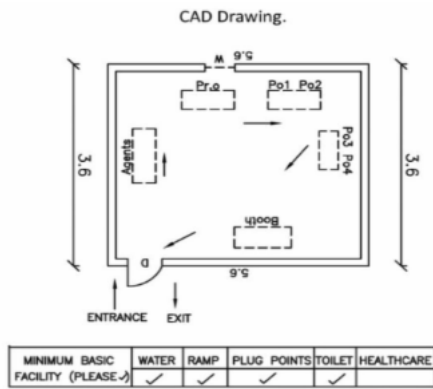 CAD Drawing.
W 5.6
Pr.o Po1 Po2
3.6 Agents Po3 Po4 3.6
Booth
D 5.6
ENTRANCE EXIT
MINIMUM BASIC FACILITY (PLEASE ✓) WATER RAMP PLUG POINTS TOILET HEALTHCARE
✓ ✓ ✓ ✓